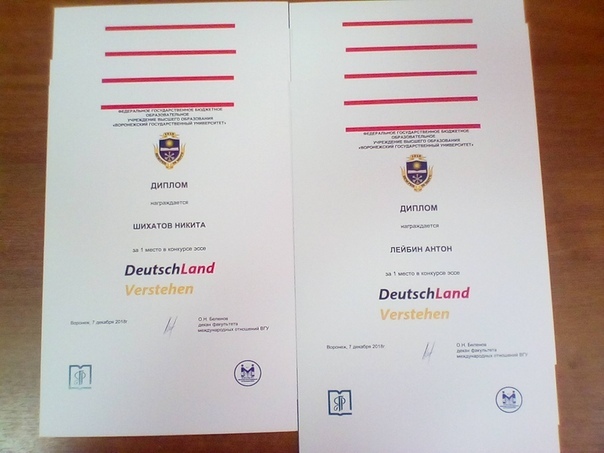 ФЕДЕРАЛЬНОЕ ГОСУДАРСТВЕННОЕ БЮДЖЕТНОЕ
ОБРАЗОВАТЕЛЬНОЕ
УЧРЕЖДЕНИЕ ВЫСШЕГО ОБРАЗОВАНИЯ
«ВОРОНЕЖСКИЙ ГОСУДАРСТВЕННЫЙ УНИВЕРСИТЕТ»
ДИПЛОМ
награждается
ШИХАТОВ НИКИТА
за 1 место в конкурсе эссе
DeutschLand
Verstehen
Воронеж, 7 декабря 2019г.
О.Н. Беленов
декан факультета
международных отношений ВГУ
ФЕДЕРАЛЬНОЕ ГОСУДАРСТВЕННОЕ БЮДЖЕТНОЕ
ОБРАЗОВАТЕЛЬНОЕ
УЧРЕЖДЕНИЕ ВЫСШЕГО ОБРАЗОВАНИЯ
«ВОРОНЕЖСКИЙ ГОСУДАРСТВЕННЫЙ УНИВЕРСИТЕТ»
ДИПЛОМ
награждается
ЛЕЙБИН АНТОН
за 1 место в конкурсе эссе
DeutschLand
Verstehen
Воронеж, 7 декабря 2019г.
О.Н. Беленов
декан факультета
международных отношений ВГУ